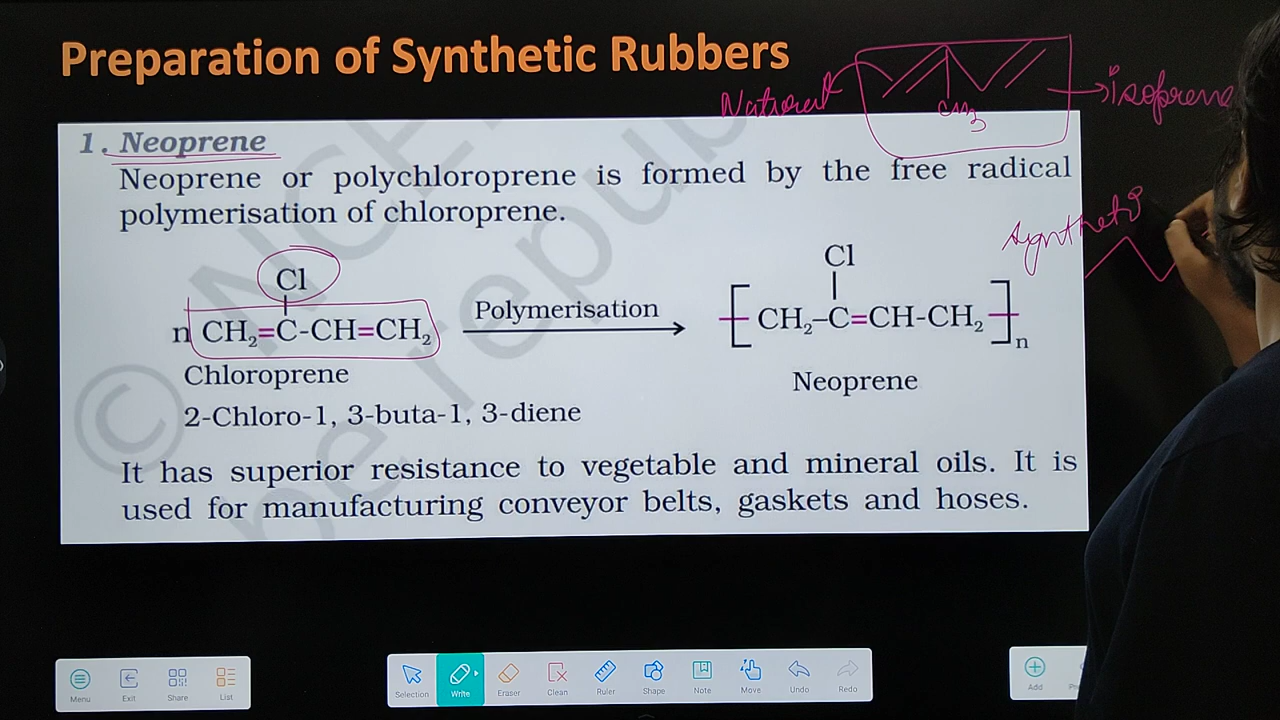 Preparation of Synthetic Rubbers
Natural
CH3
isoprene
1. Neoprene
Neoprene or polychloroprene is formed by the free radical
polymerisation of chloroprene.
Synthetic
Cl
Cl
n CH₂=C-CH=CH₂
Polymerisation
[CH₂–C=CH-CH₂]n
Chloroprene
Neoprene
2-Chloro-1, 3-buta-1, 3-diene
It has superior resistance to vegetable and mineral oils. It is
used for manufacturing conveyor belts, gaskets and hoses.
Menu Exit Share List Selection Write Eraser Clean Ruler Shape Note Move Undo Redo Add